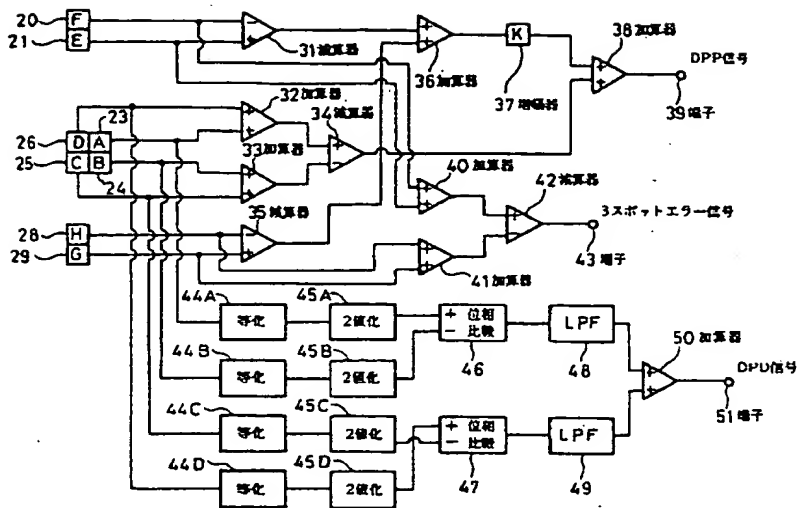 20 F
21 E
31 減算器
36 加算器
K
37 増幅器
38 加算器
DPP信号
39 端子
32 加算器
23
26 D A
25 C B
24
33 加算器
34 減算器
40 加算器
42 減算器
3スポットエラー信号
43 端子
28 H
29 G
35 減算器
41 加算器
44A 等化
45A 2値化
+ 位相
- 比較
46
LPF
48
44B 等化
45B 2値化
50 加算器
DPD信号
51 端子
44C 等化
45C 2値化
+ 位相
- 比較
47
LPF
49
44D 等化
45D 2値化